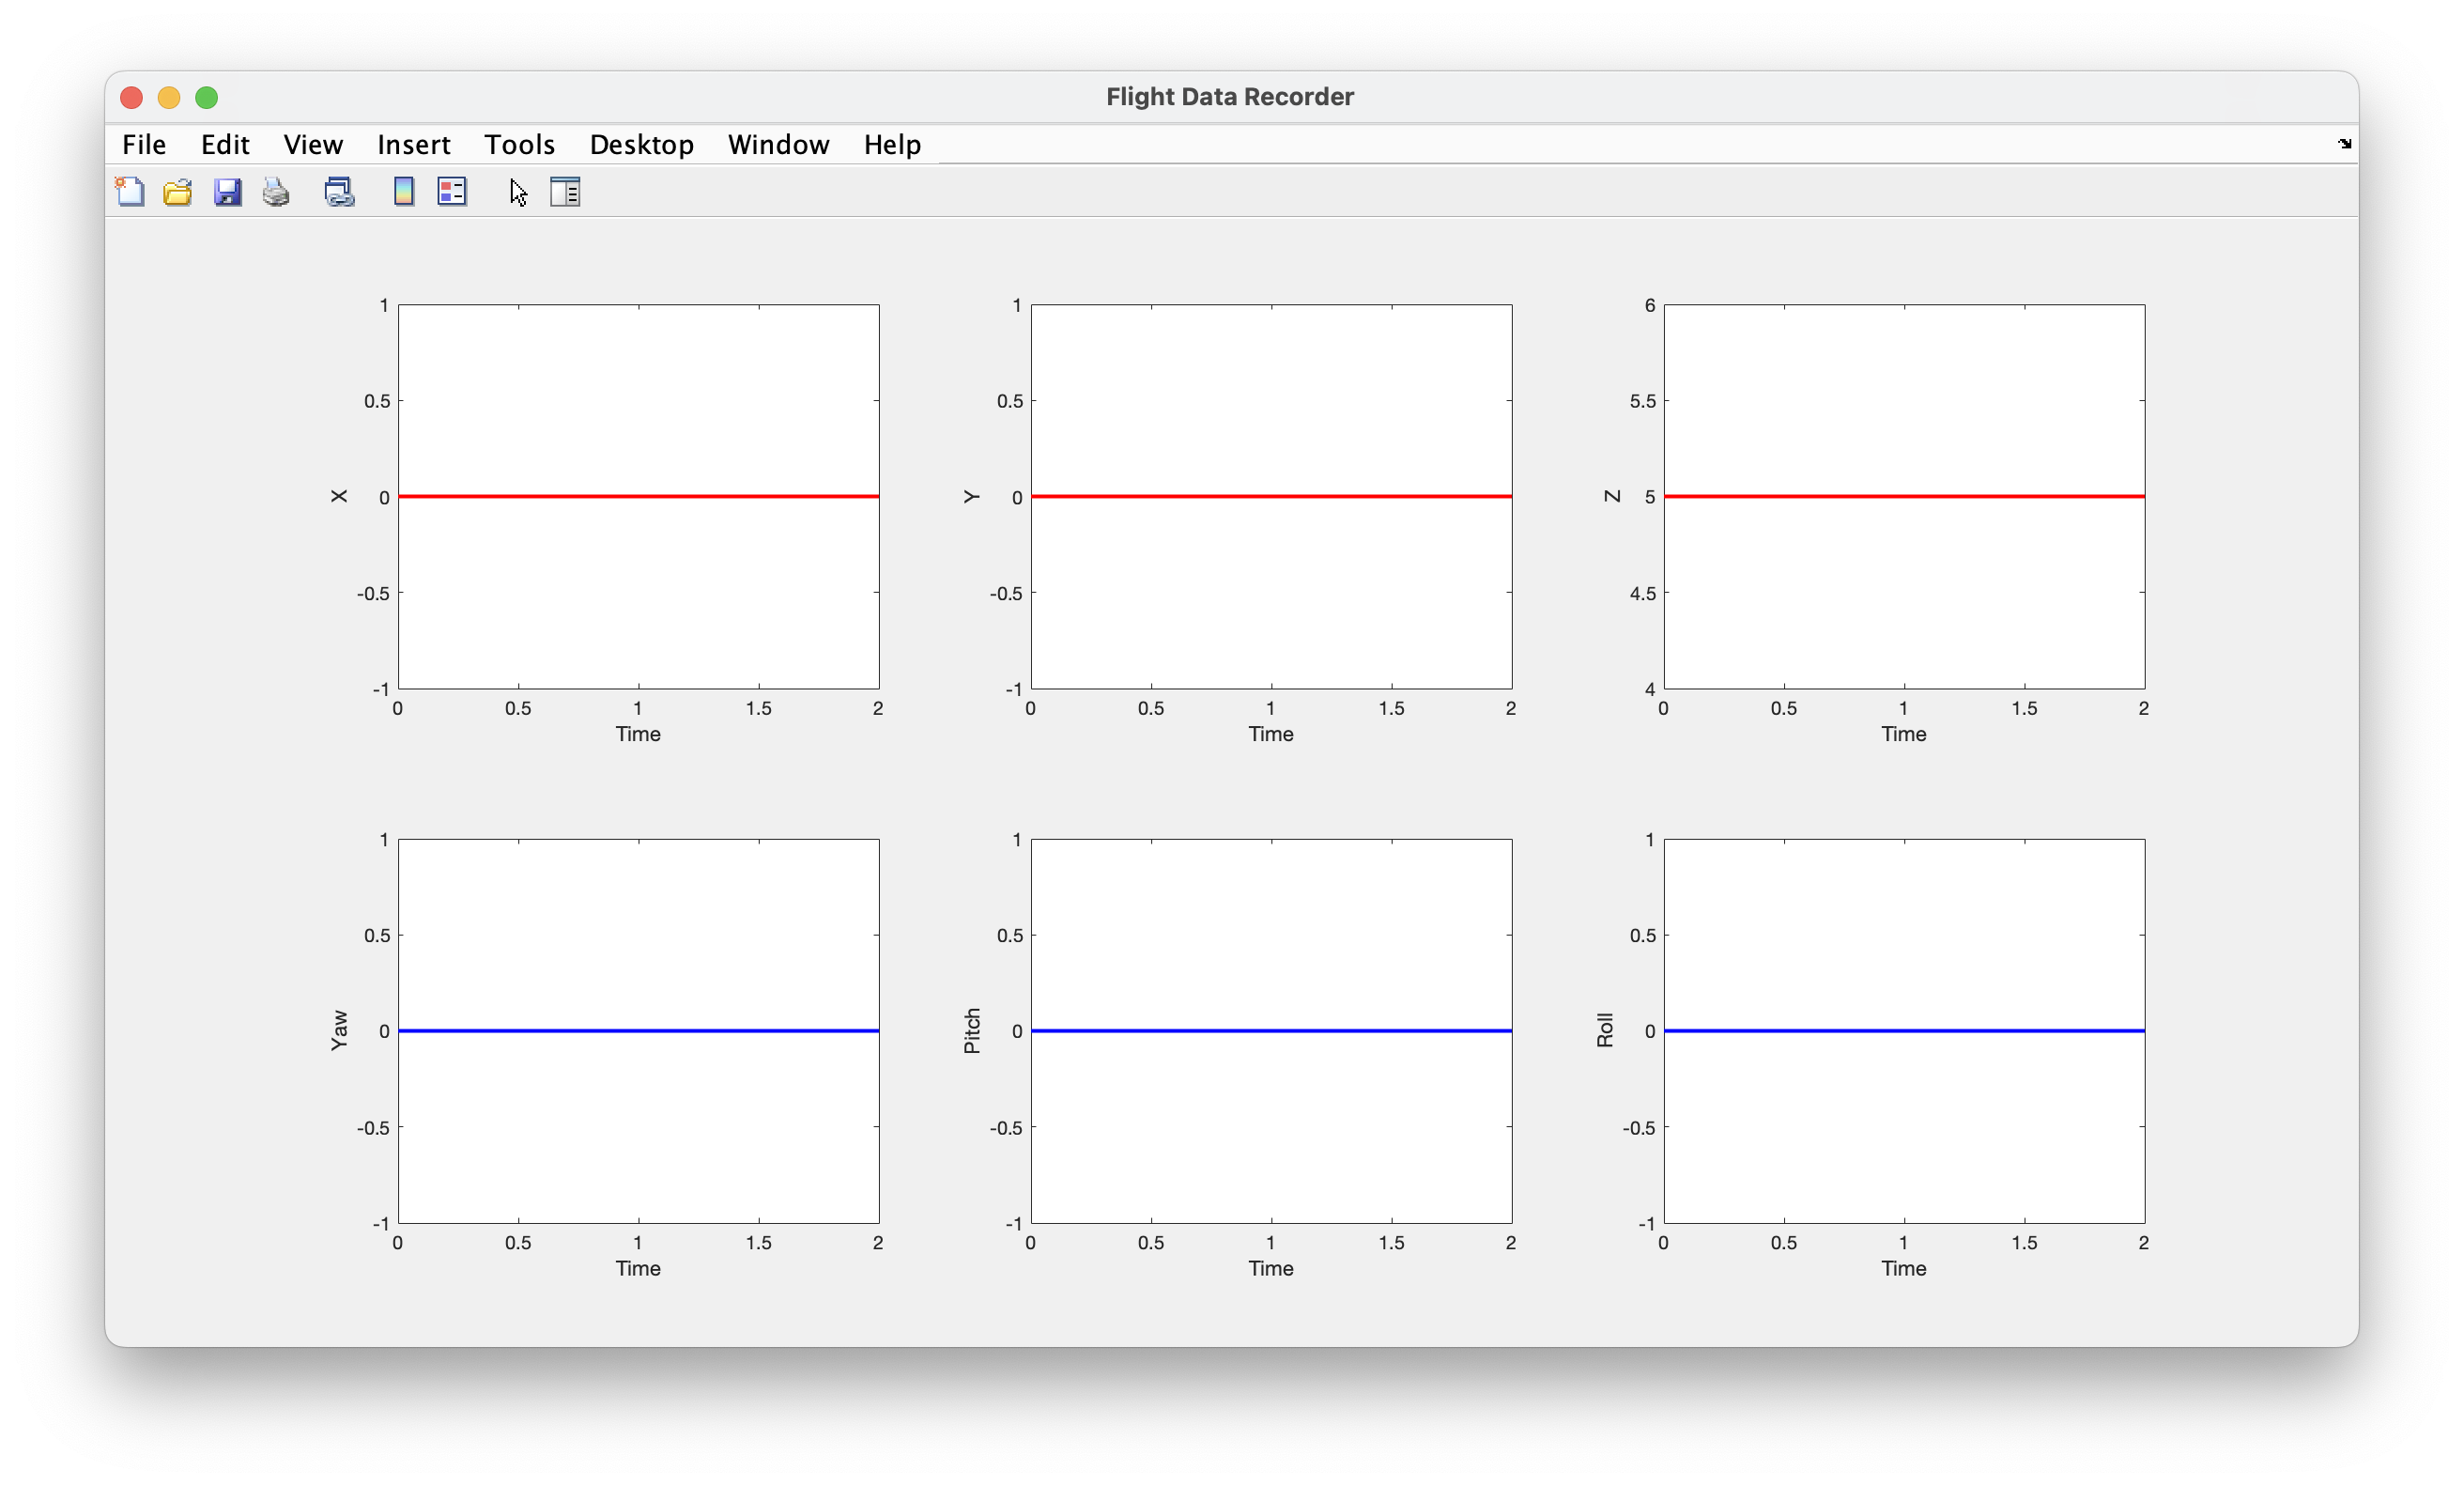 Flight Data Recorder
File Edit View Insert Tools Desktop Window Help
1 1 6
0.5 0.5 5.5
X 0 Y 0 Z 5
-0.5 -0.5 4.5
-1 -1 4
0 0.5 1 1.5 2 0 0.5 1 1.5 2 0 0.5 1 1.5 2
Time Time Time
1 1 1
0.5 0.5 0.5
Yaw 0 Pitch 0 Roll 0
-0.5 -0.5 -0.5
-1 -1 -1
0 0.5 1 1.5 2 0 0.5 1 1.5 2 0 0.5 1 1.5 2
Time Time Time